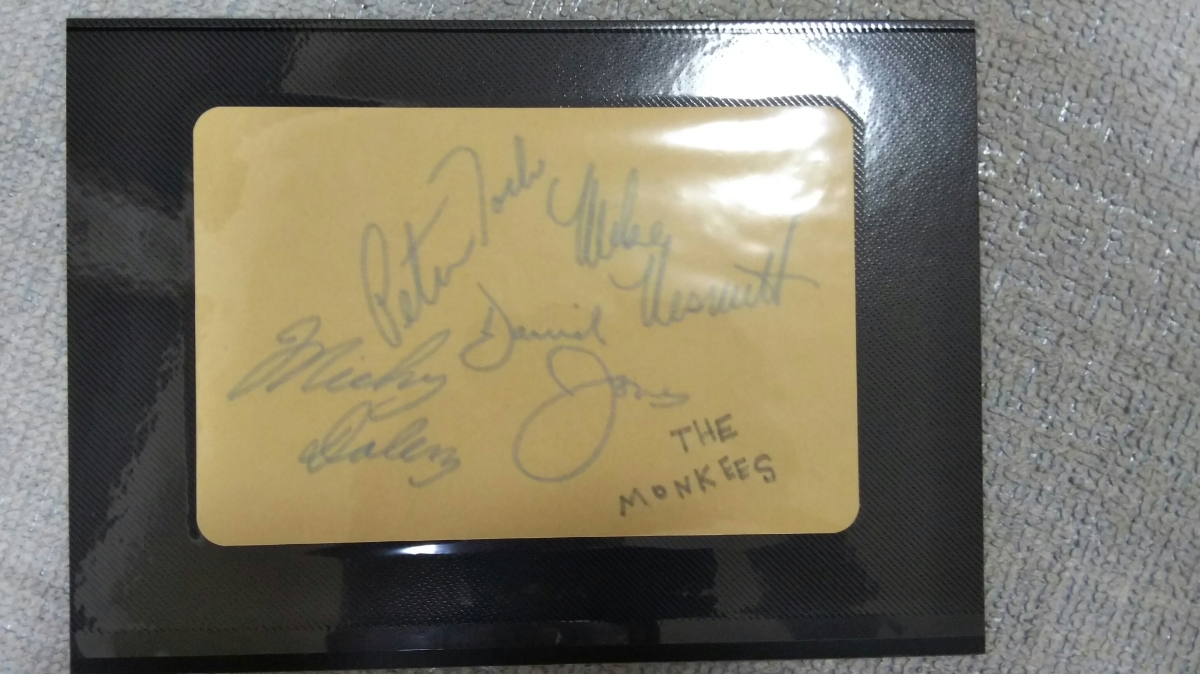 Peter Tork
Mike
Nesmith
David
Jones
Micky
Dolenz
THE
MONKEES